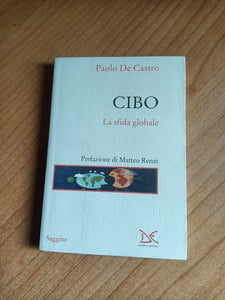 Paolo De Castro
CIBO
La sfida globale
Prefazione di Matteo Renzi
Saggine